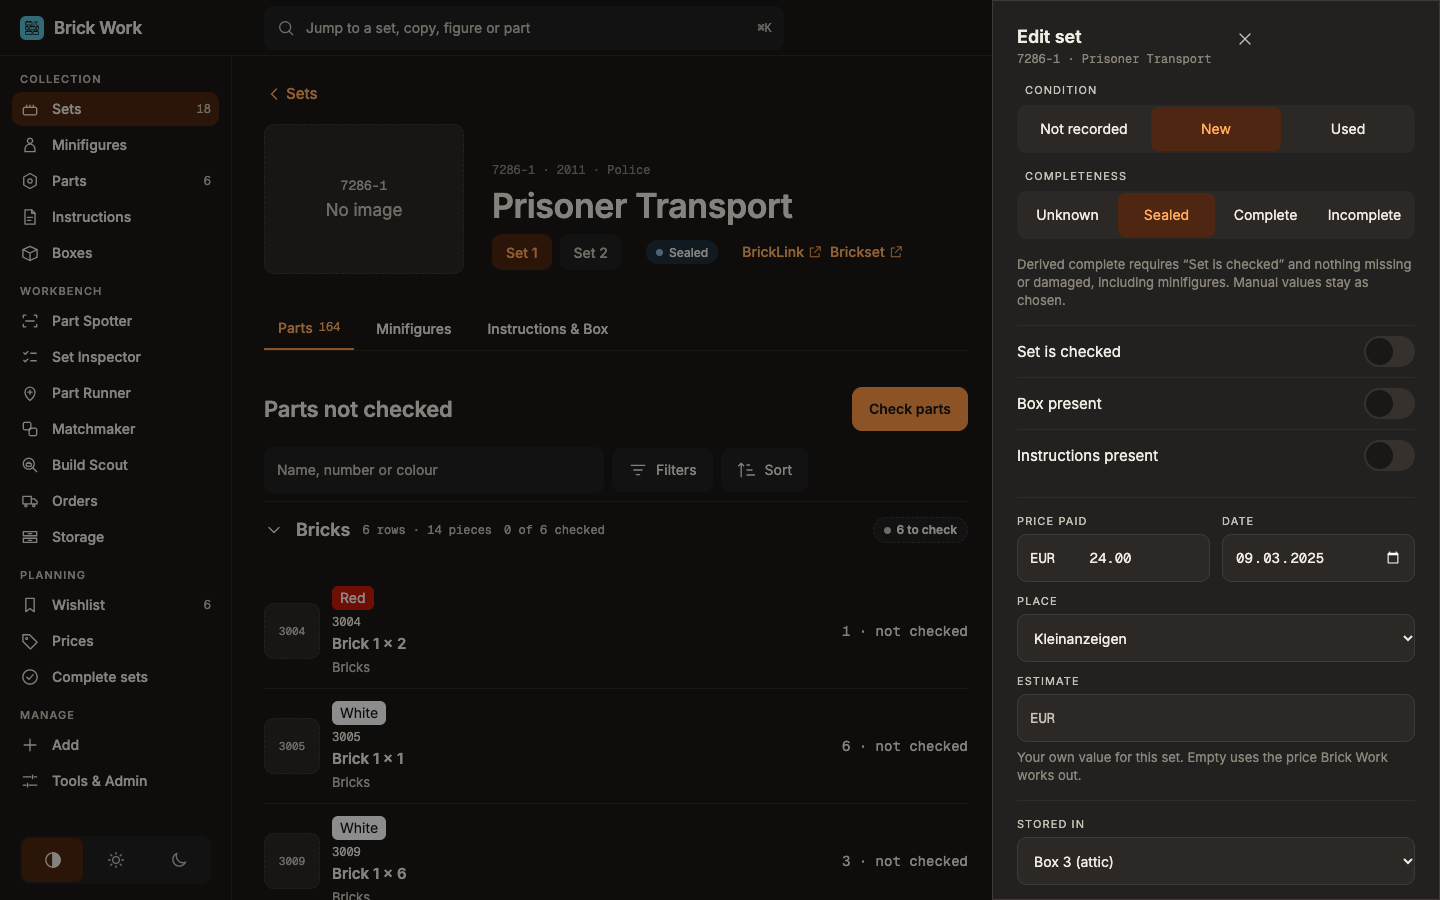 Brick Work
Jump to a set, copy, figure or part
⌘K
COLLECTION
Sets 18
Minifigures
Parts 6
Instructions
Boxes
WORKBENCH
Part Spotter
Set Inspector
Part Runner
Matchmaker
Build Scout
Orders
Storage
PLANNING
Wishlist 6
Prices
Complete sets
MANAGE
Add
Tools & Admin
Sets
7286-1
No image
7286-1 · 2011 · Police
Prisoner Transport
Set 1
Set 2
Sealed
BrickLink
Brickset
Parts 164
Minifigures
Instructions & Box
Parts not checked
Check parts
Name, number or colour
Filters
Sort
Bricks 6 rows · 14 pieces 0 of 6 checked
6 to check
3004
Red
3004
Brick 1 × 2
Bricks
1 · not checked
3005
White
3005
Brick 1 × 1
Bricks
6 · not checked
3009
White
3009
Brick 1 × 6
Bricks
3 · not checked
Edit set
7286-1 · Prisoner Transport
CONDITION
Not recorded
New
Used
COMPLETENESS
Unknown
Sealed
Complete
Incomplete
Derived complete requires “Set is checked” and nothing missing
or damaged, including minifigures. Manual values stay as
chosen.
Set is checked
Box present
Instructions present
PRICE PAID
EUR 24.00
DATE
09.03.2025
PLACE
Kleinanzeigen
ESTIMATE
EUR
Your own value for this set. Empty uses the price Brick Work
works out.
STORED IN
Box 3 (attic)